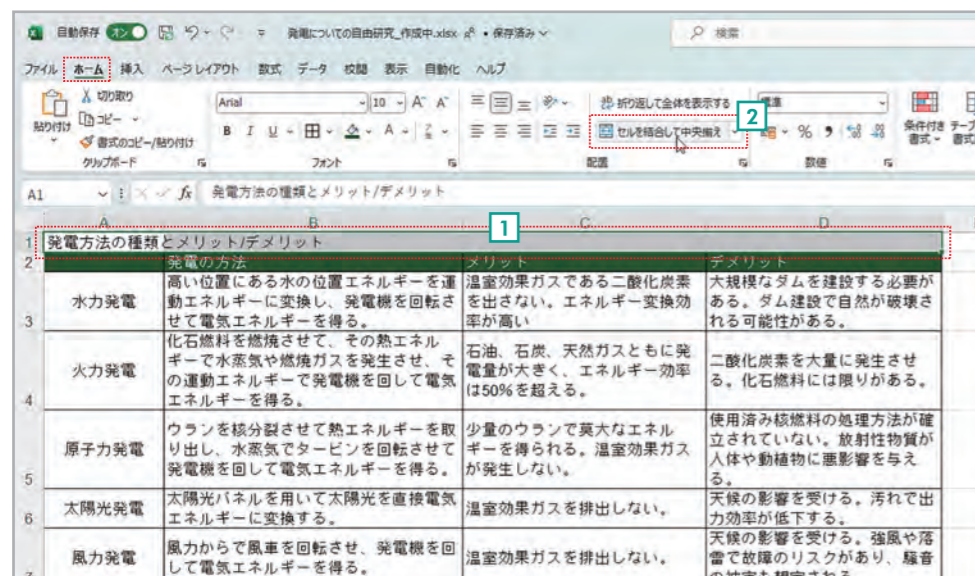 自動保存 オン 発電についての自由研究_作成中.xlsx • 保存済み 検索
ファイル ホーム 挿入 ページレイアウト 数式 データ 校閲 表示 自動化 ヘルプ
貼り付け
切り取り
コピー
書式のコピー/貼り付け
クリップボード
Arial 10 A A
B I U A
フォント
折り返して全体を表示する
セルを結合して中央揃え
配置
2
標準
% 9
数値
条件付き
書式
テーブ
書式
A1 fx 発電方法の種類とメリット/デメリット
A B C D
1
1 発電方法の種類とメリット/デメリット
2 発電の方法 メリット デメリット
3 水力発電
高い位置にある水の位置エネルギーを運
動エネルギーに変換し、発電機を回転さ
せて電気エネルギーを得る。
温室効果ガスである二酸化炭素
を出さない。エネルギー変換効
率が高い
大規模なダムを建設する必要が
ある。ダム建設で自然が破壊さ
れる可能性がある。
4 火力発電
化石燃料を燃焼させて、その熱エネル
ギーで水蒸気や燃焼ガスを発生させ、そ
の運動エネルギーで発電機を回して電気
エネルギーを得る。
石油、石炭、天然ガスともに発
電量が大きく、エネルギー効率
は50%を超える。
二酸化炭素を大量に発生させ
る。化石燃料には限りがある。
5 原子力発電
ウランを核分裂させて熱エネルギーを取
り出し、水蒸気でタービンを回転させて
発電機を回して電気エネルギーを得る。
少量のウランで莫大なエネル
ギーを得られる。温室効果ガス
が発生しない。
使用済み核燃料の処理方法が確
立されていない。放射性物質が
人体や動植物に悪影響を与え
る。
6 太陽光発電
太陽光パネルを用いて太陽光を直接電気
エネルギーに変換する。
温室効果ガスを排出しない。
天候の影響を受ける。汚れで出
力効率が低下する。
風力発電
風力からで風車を回転させ、発電機を回
して電気エネルギーを得る。
温室効果ガスを排出しない。
天候の影響を受ける。強風や落
雷で故障のリスクがあり、騒音